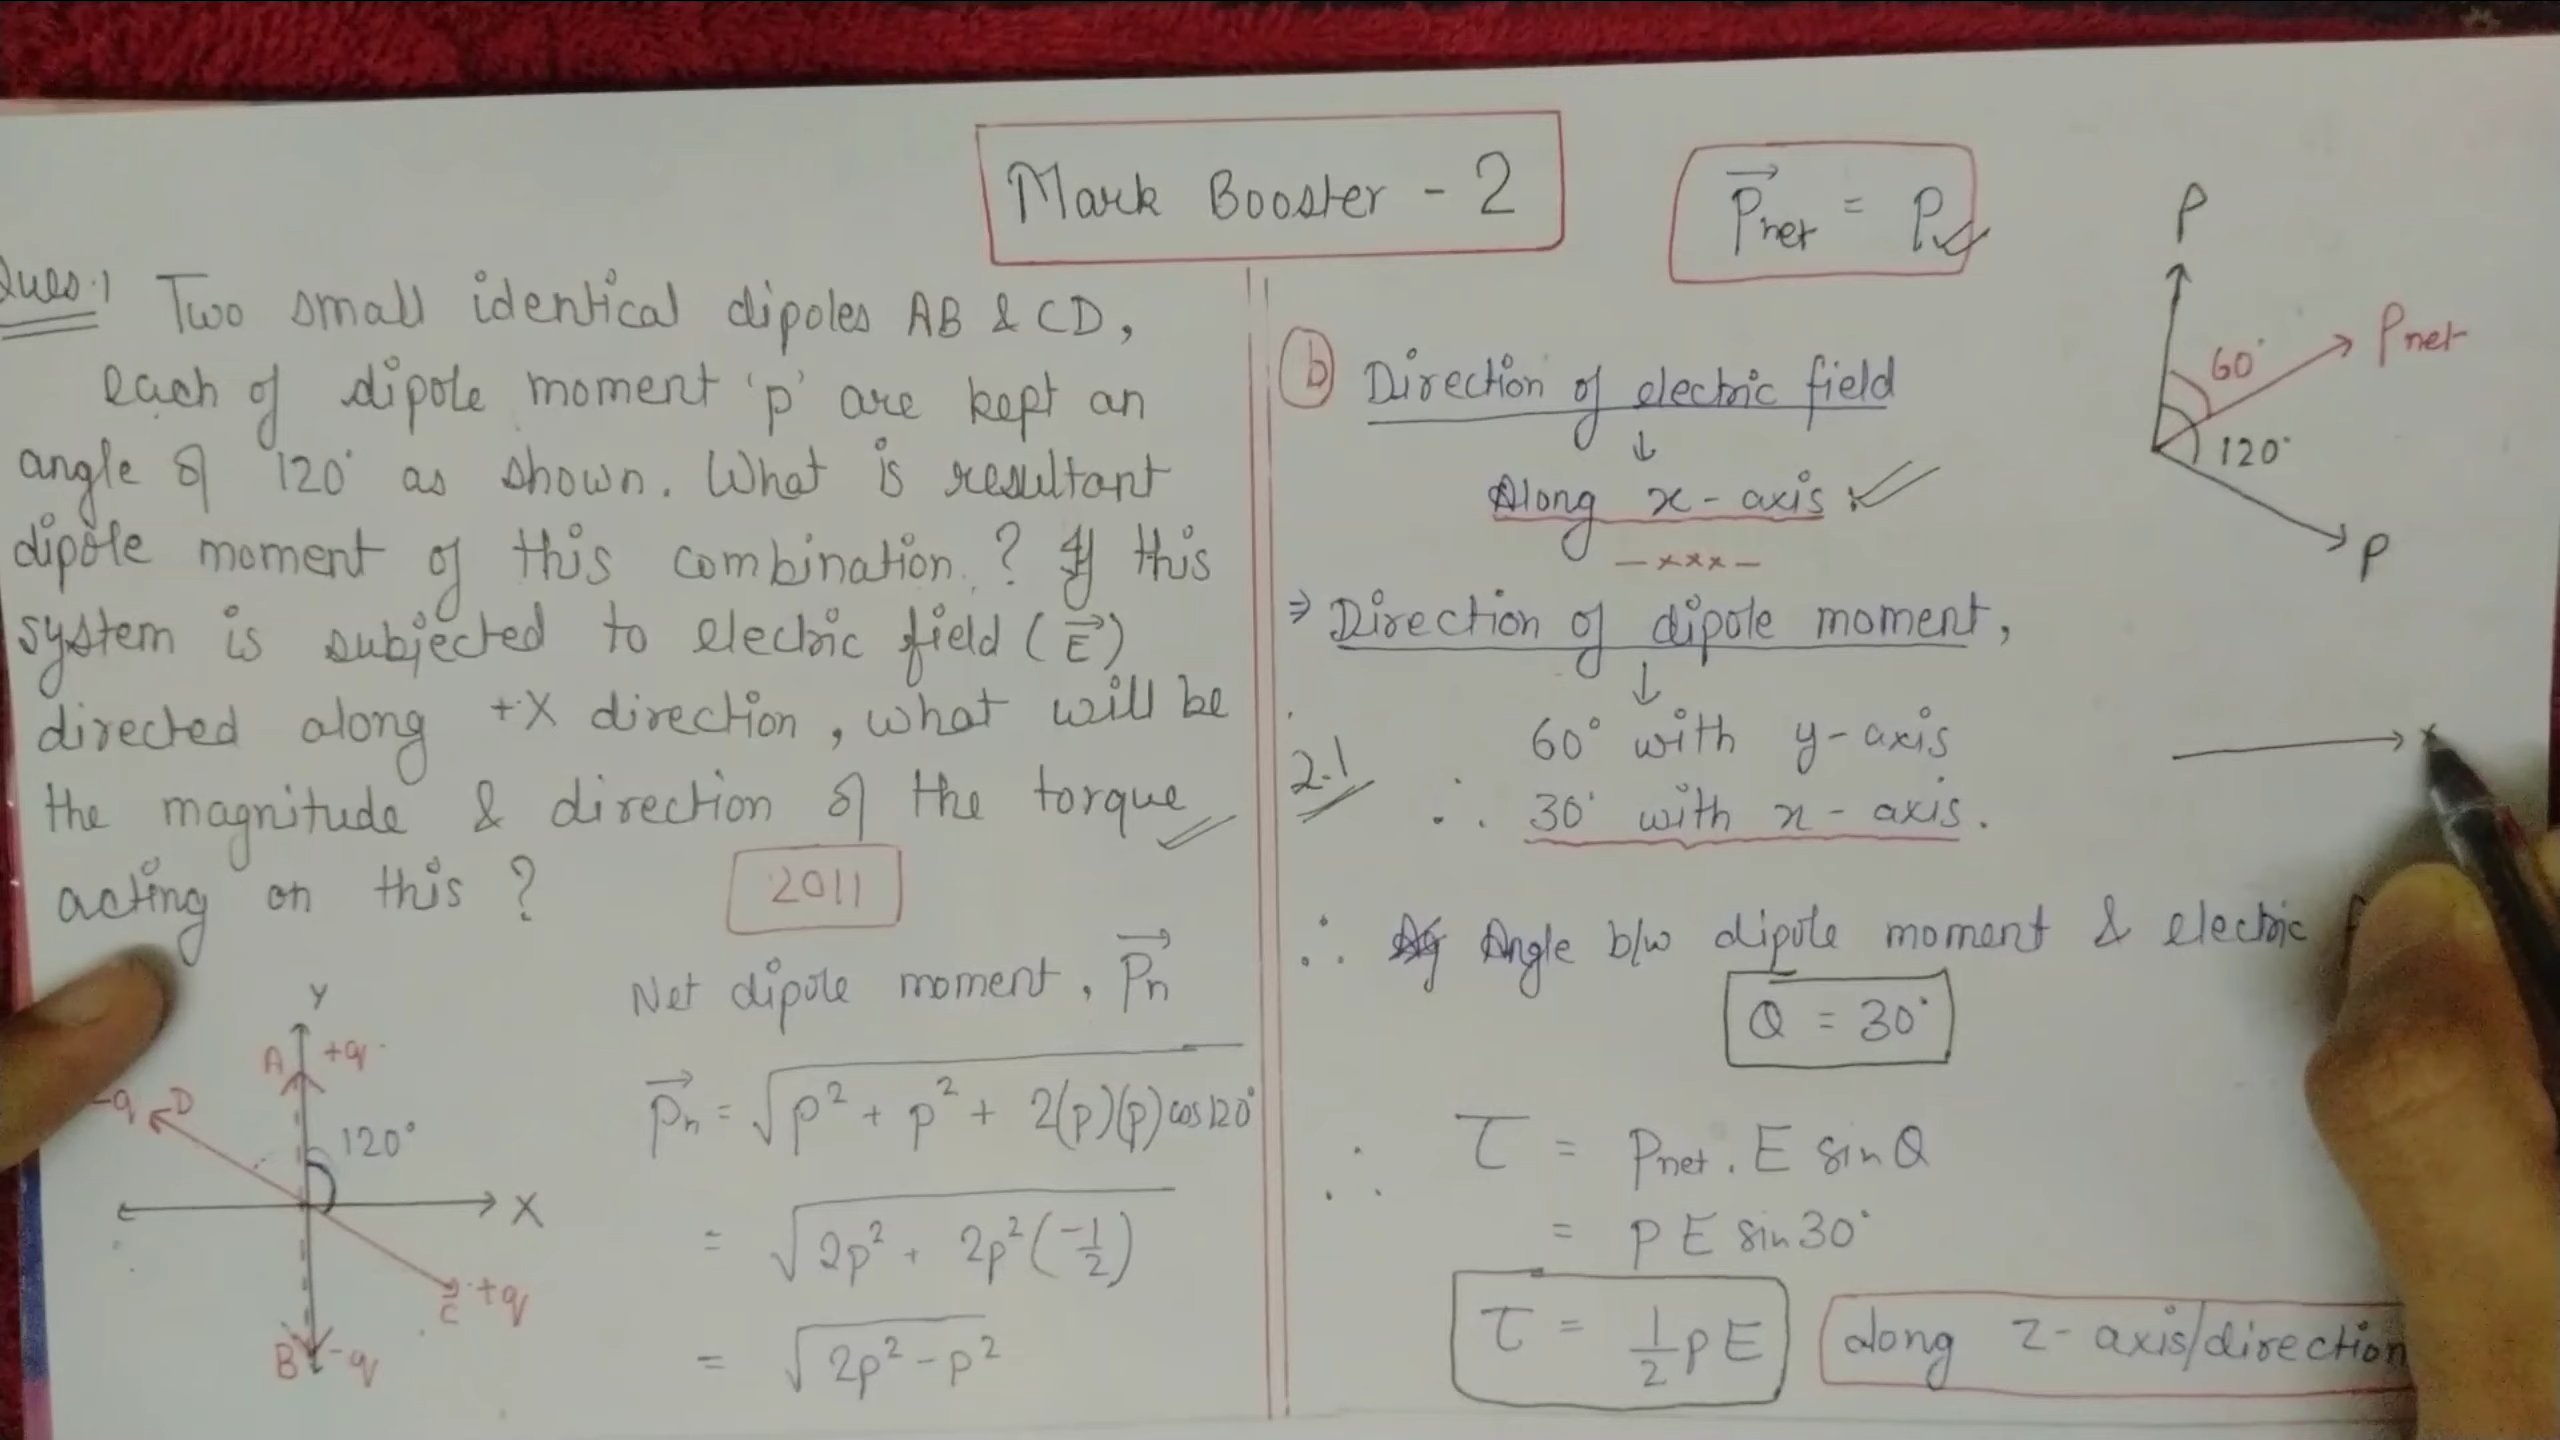 Mark Booster - 2
Ques.1 Two small identical dipoles AB & CD,
each of dipole moment 'p' are kept an
angle of 120° as shown. What is resultant
dipole moment of this combination ? If this
system is subjected to electric field (E⃗)
directed along +X direction, what will be
the magnitude & direction of the torque
acting on this ?
2011
Y
A +q
-q D
120°
X
C +q
B -q
Net dipole moment, P⃗n
P⃗n = √p² + p² + 2(p)(p) cos120°
= √2p² + 2p² (-1/2)
= √2p² - p²
P⃗net = P
P
60°
Pnet
120°
P
(b) Direction of electric field
↓
Along x-axis
-xxx-
⇒ Direction of dipole moment,
↓
60° with y-axis
2.1
∴ 30° with x-axis.
x
∴ Angle b/w dipole moment & electric
Q = 30°
∴ τ = Pnet . E sinQ
= P E sin30°
τ = 1/2 PE
along z-axis/direction